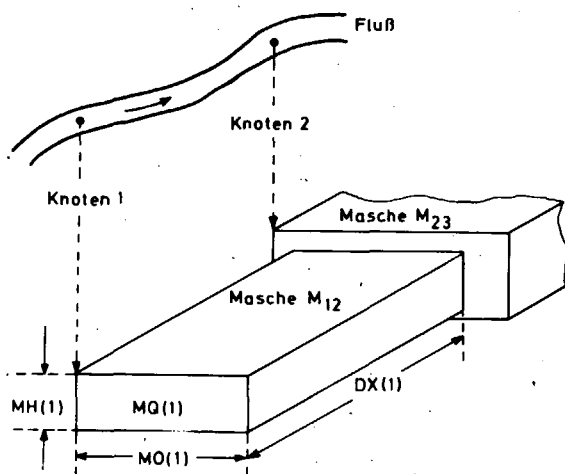 Fluß
Knoten 2
Knoten 1
Masche M23
Masche M12
DX(1)
MH(1)
MQ(1)
MO(1)